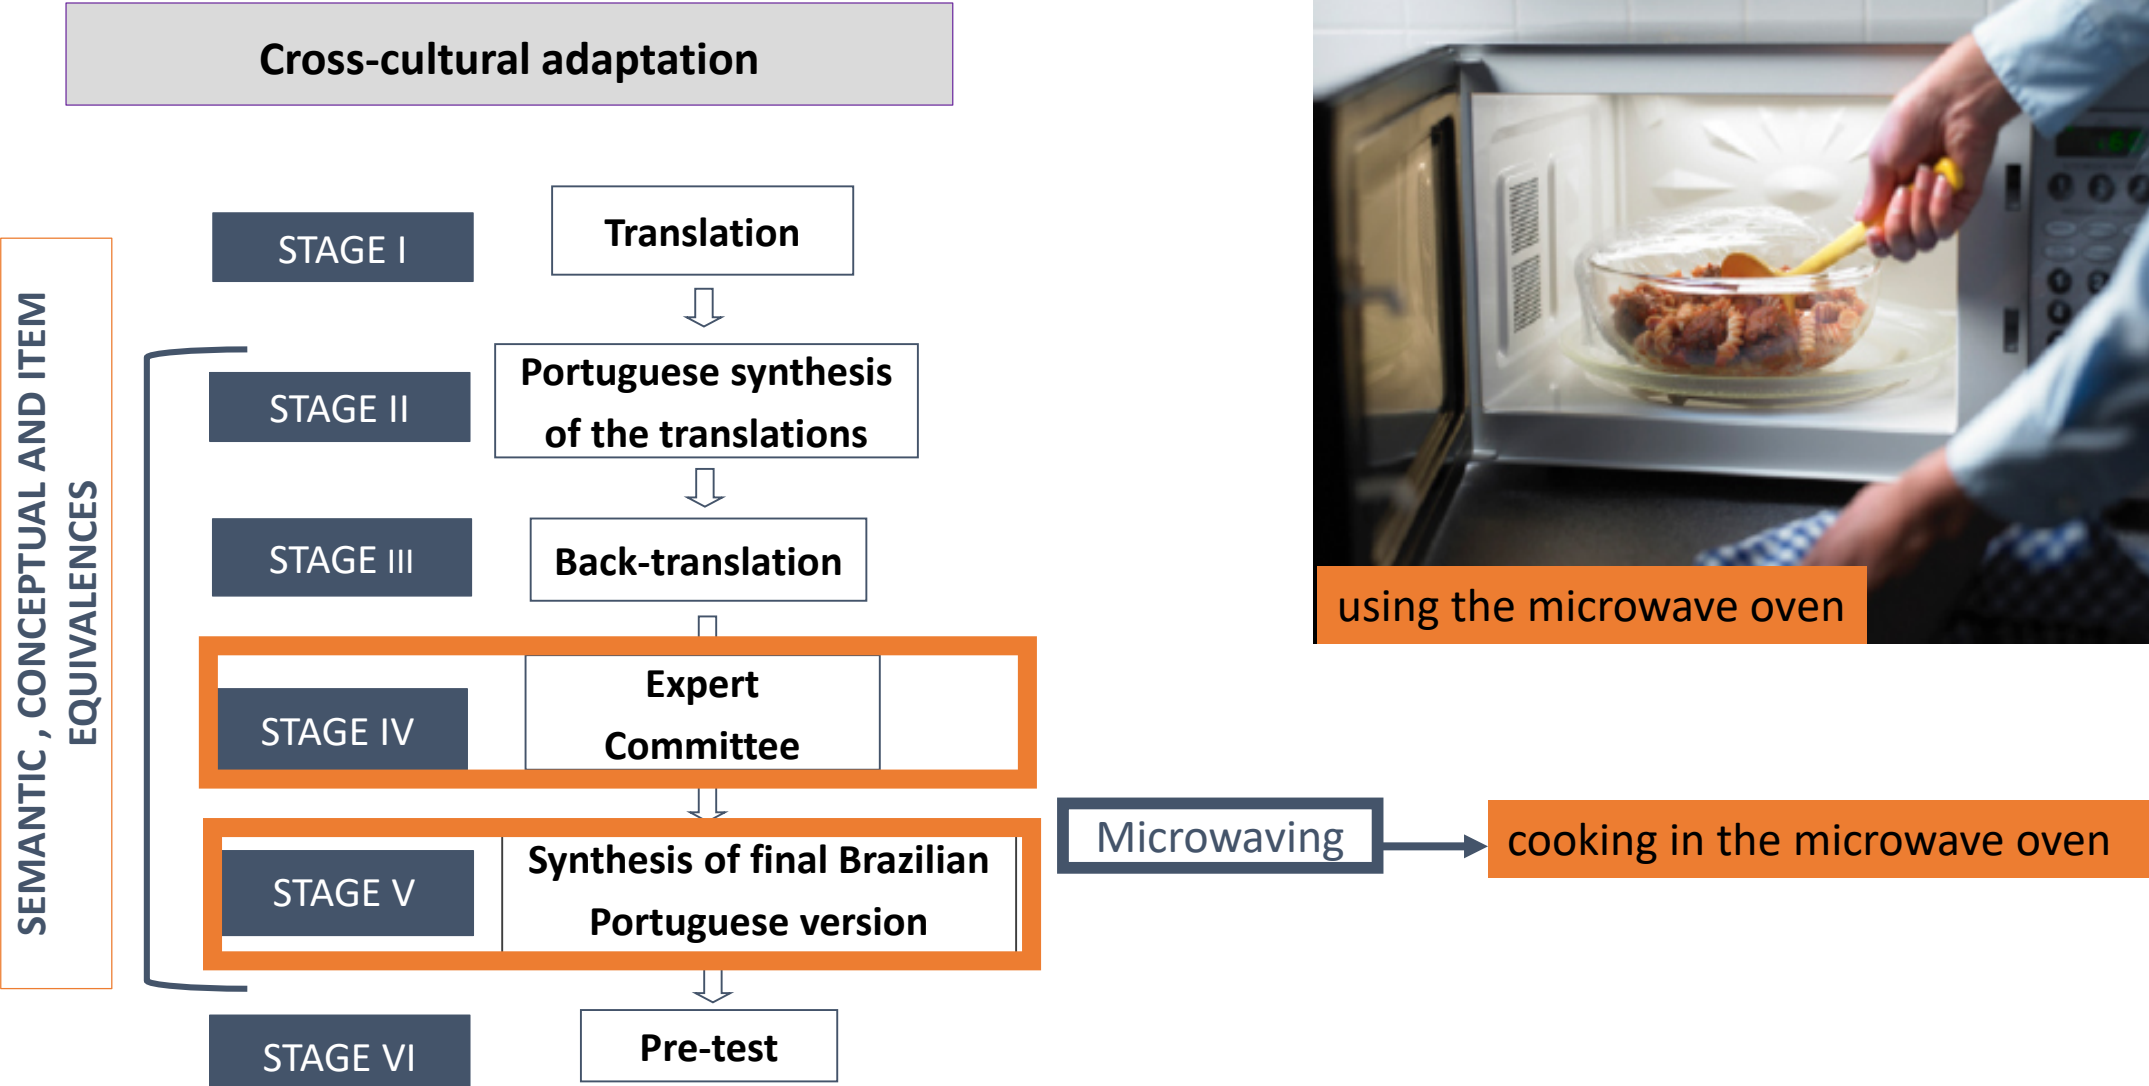 Cross-cultural adaptation
SEMANTIC , CONCEPTUAL AND ITEM
EQUIVALENCES
STAGE I
Translation
STAGE II
Portuguese synthesis
of the translations
STAGE III
Back-translation
STAGE IV
Expert
Committee
STAGE V
Synthesis of final Brazilian
Portuguese version
STAGE VI
Pre-test
using the microwave oven
Microwaving
cooking in the microwave oven